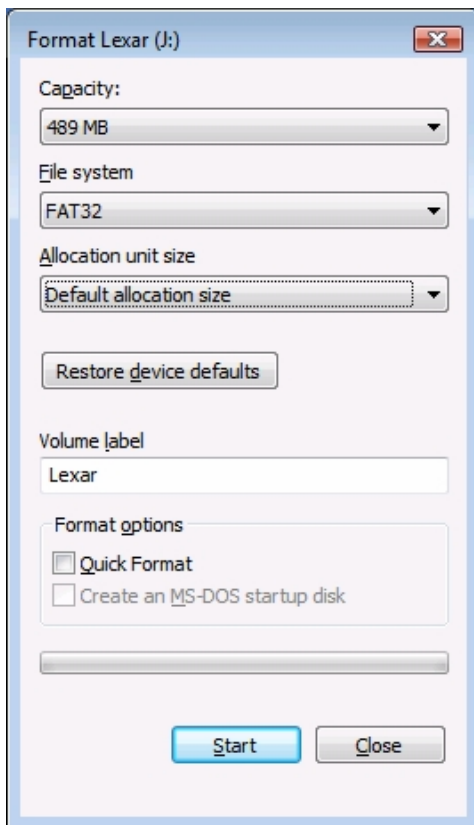 Format Lexar (J:)
Capacity:
489 MB
File system
FAT32
Allocation unit size
Default allocation size
Restore device defaults
Volume label
Lexar
Format options
Quick Format
Create an MS-DOS startup disk
Start
Close